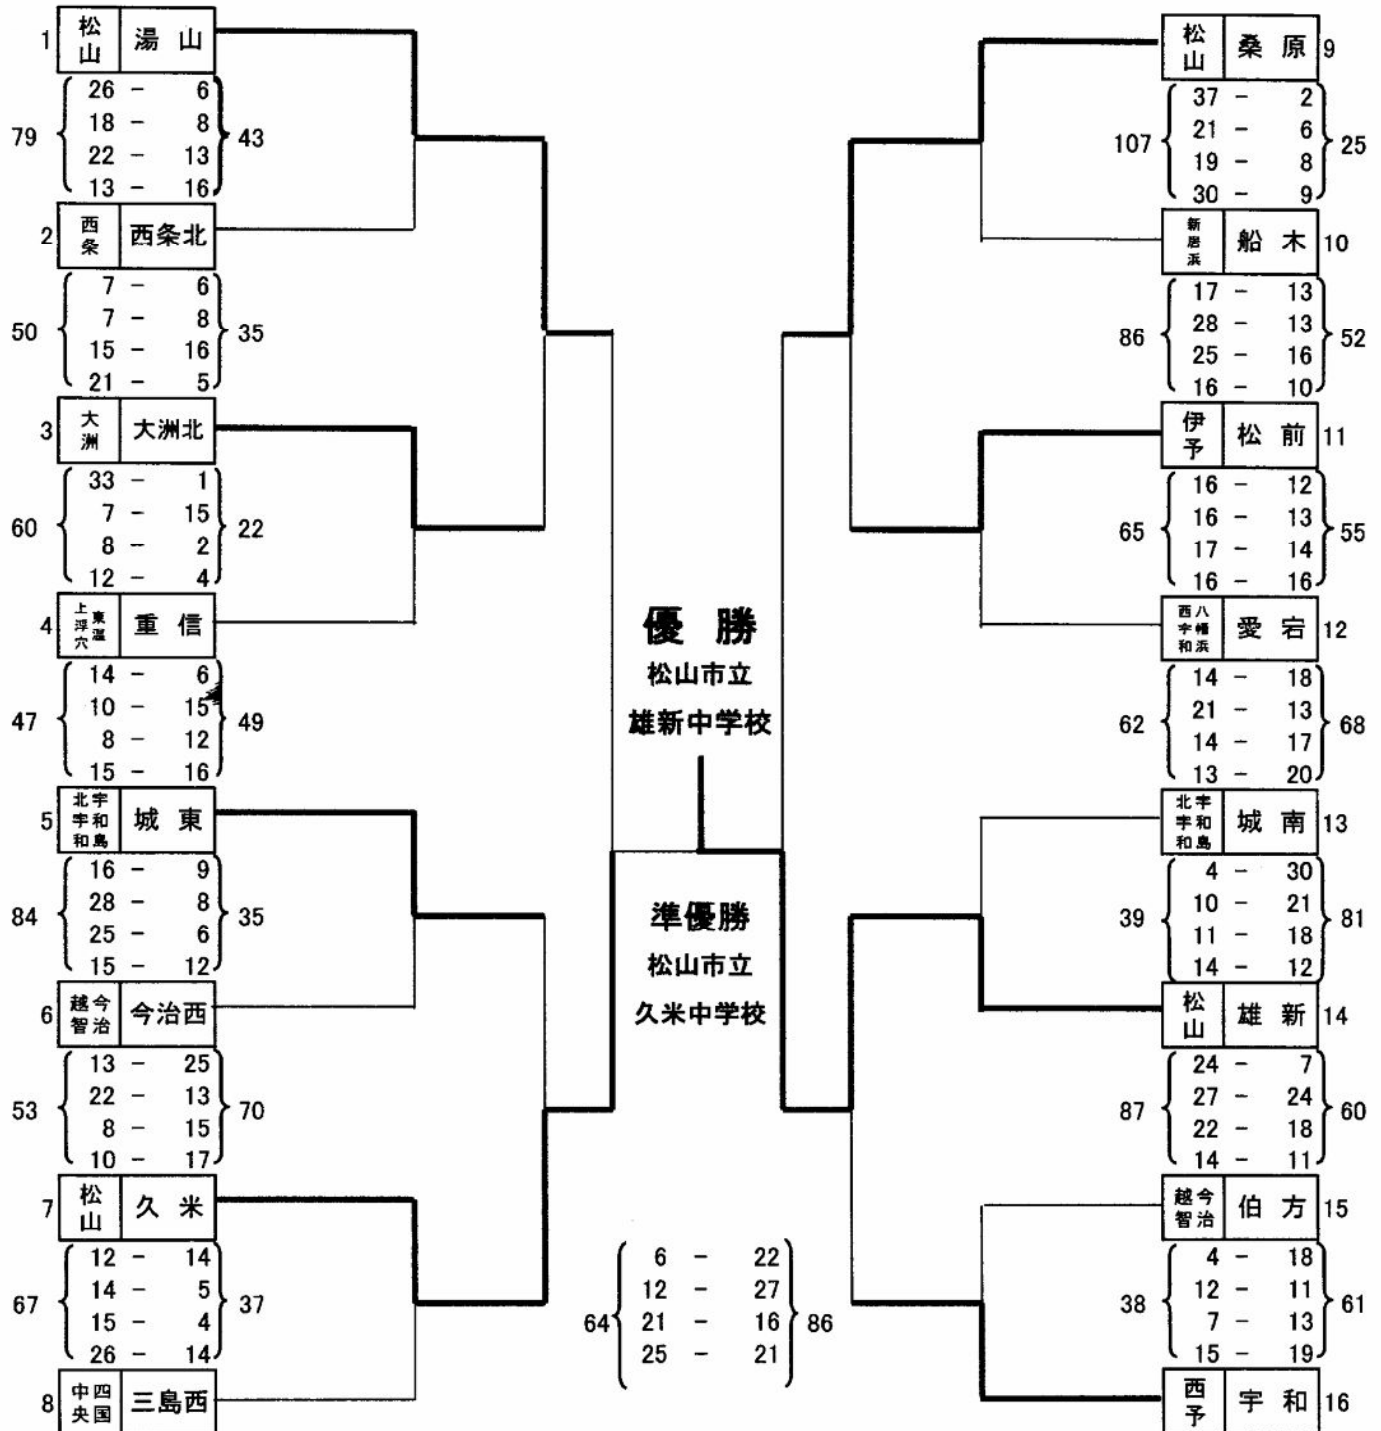 1 松山 湯山
79 26 - 6 43
18 - 8
22 - 13
13 - 16
2 西条 西条北
50 7 - 6 35
7 - 8
15 - 16
21 - 5
3 大洲 大洲北
60 33 - 1 22
7 - 15
8 - 2
12 - 4
4 上浮穴 東温 重信
47 14 - 6 49
10 - 15
8 - 12
15 - 16
5 北宇和 宇和島 城東
84 16 - 9 35
28 - 8
25 - 6
15 - 12
6 越智 今治 今治西
53 13 - 25 70
22 - 13
8 - 15
10 - 17
7 松山 久米
67 12 - 14 37
14 - 5
15 - 4
26 - 14
8 中央 四国 三島西
優勝
松山市立
雄新中学校
準優勝
松山市立
久米中学校
64 6 - 22 86
12 - 27
21 - 16
25 - 21
松山 桑原 9
107 37 - 2 25
21 - 6
19 - 8
30 - 9
新居浜 船木 10
86 17 - 13 52
28 - 13
25 - 16
16 - 10
伊予 松前 11
65 16 - 12 55
16 - 13
17 - 14
16 - 16
西宇和 八幡浜 愛宕 12
62 14 - 18 68
21 - 13
14 - 17
13 - 20
北宇和 宇和島 城南 13
39 4 - 30 81
10 - 21
11 - 18
14 - 12
松山 雄新 14
87 24 - 7 60
27 - 24
22 - 18
14 - 11
越智 今治 伯方 15
38 4 - 18 61
12 - 11
7 - 13
15 - 19
西予 宇和 16